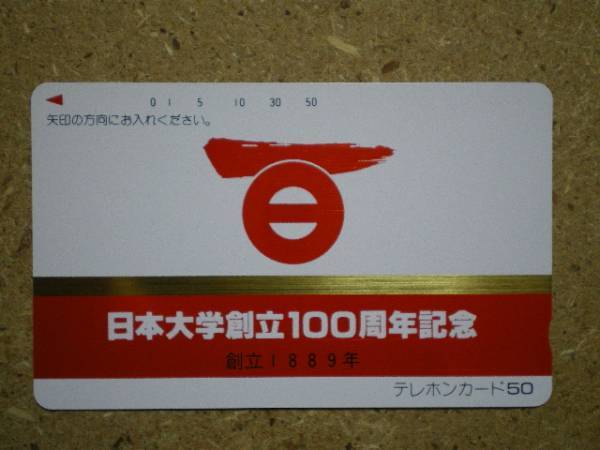 0 1 5 10 30 50
矢印の方向にお入れください。
日本大学創立100周年記念
創立1889年
テレホンカード50